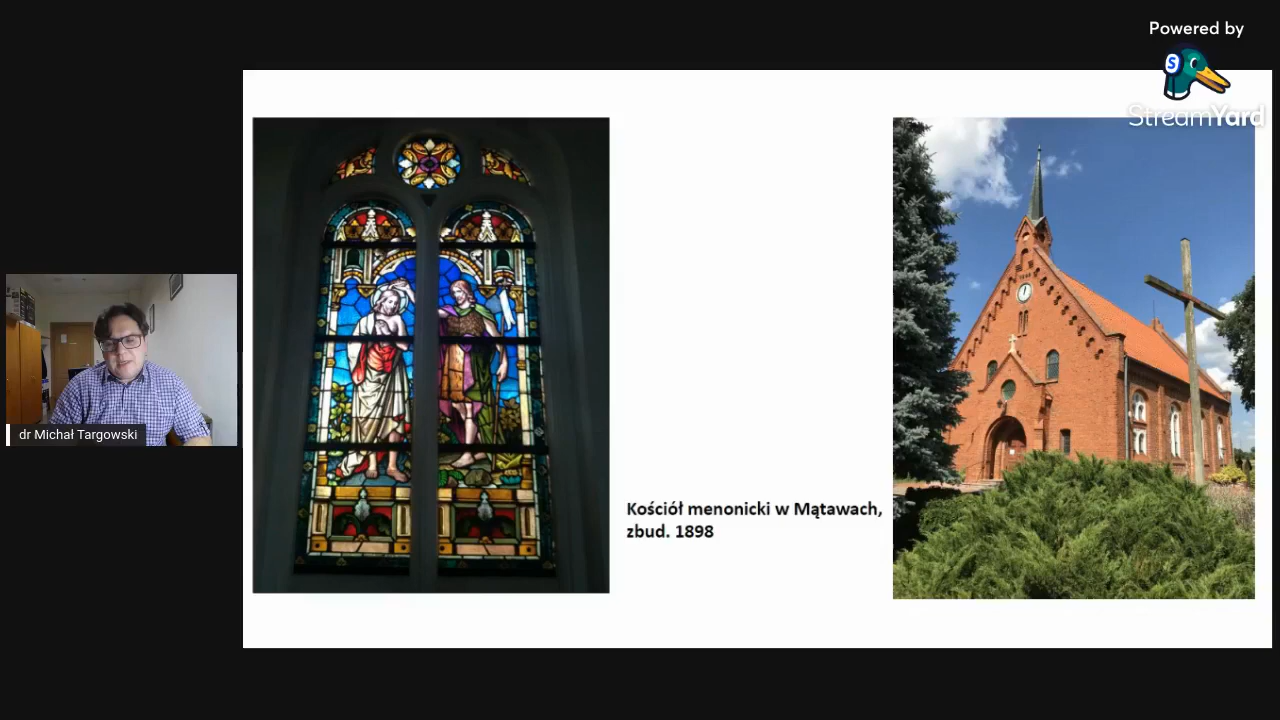 Powered by
S
StreamYard
dr Michał Targowski
Kościół menonicki w Mątawach,
zbud. 1898